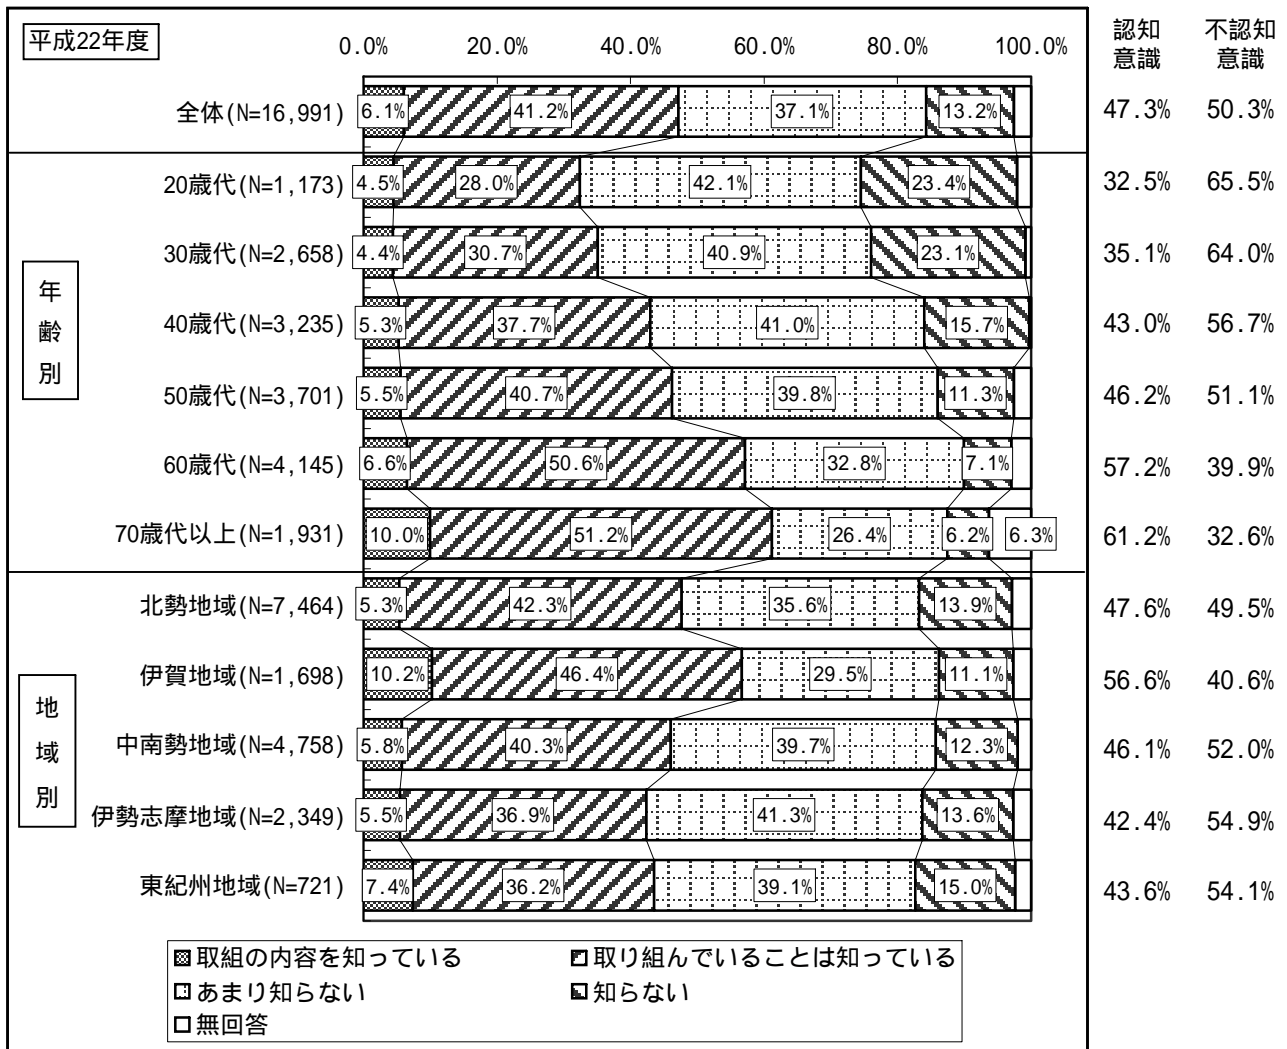 平成22年度
0.0% 20.0% 40.0% 60.0% 80.0% 100.0%
認知意識 不認知意識
全体(N=16,991) 6.1% 41.2% 37.1% 13.2% 47.3% 50.3%
年齢別
20歳代(N=1,173) 4.5% 28.0% 42.1% 23.4% 32.5% 65.5%
30歳代(N=2,658) 4.4% 30.7% 40.9% 23.1% 35.1% 64.0%
40歳代(N=3,235) 5.3% 37.7% 41.0% 15.7% 43.0% 56.7%
50歳代(N=3,701) 5.5% 40.7% 39.8% 11.3% 46.2% 51.1%
60歳代(N=4,145) 6.6% 50.6% 32.8% 7.1% 57.2% 39.9%
70歳代以上(N=1,931) 10.0% 51.2% 26.4% 6.2% 6.3% 61.2% 32.6%
地域別
北勢地域(N=7,464) 5.3% 42.3% 35.6% 13.9% 47.6% 49.5%
伊賀地域(N=1,698) 10.2% 46.4% 29.5% 11.1% 56.6% 40.6%
中南勢地域(N=4,758) 5.8% 40.3% 39.7% 12.3% 46.1% 52.0%
伊勢志摩地域(N=2,349) 5.5% 36.9% 41.3% 13.6% 42.4% 54.9%
東紀州地域(N=721) 7.4% 36.2% 39.1% 15.0% 43.6% 54.1%
取組の内容を知っている 取り組んでいることは知っている
あまり知らない 知らない
無回答